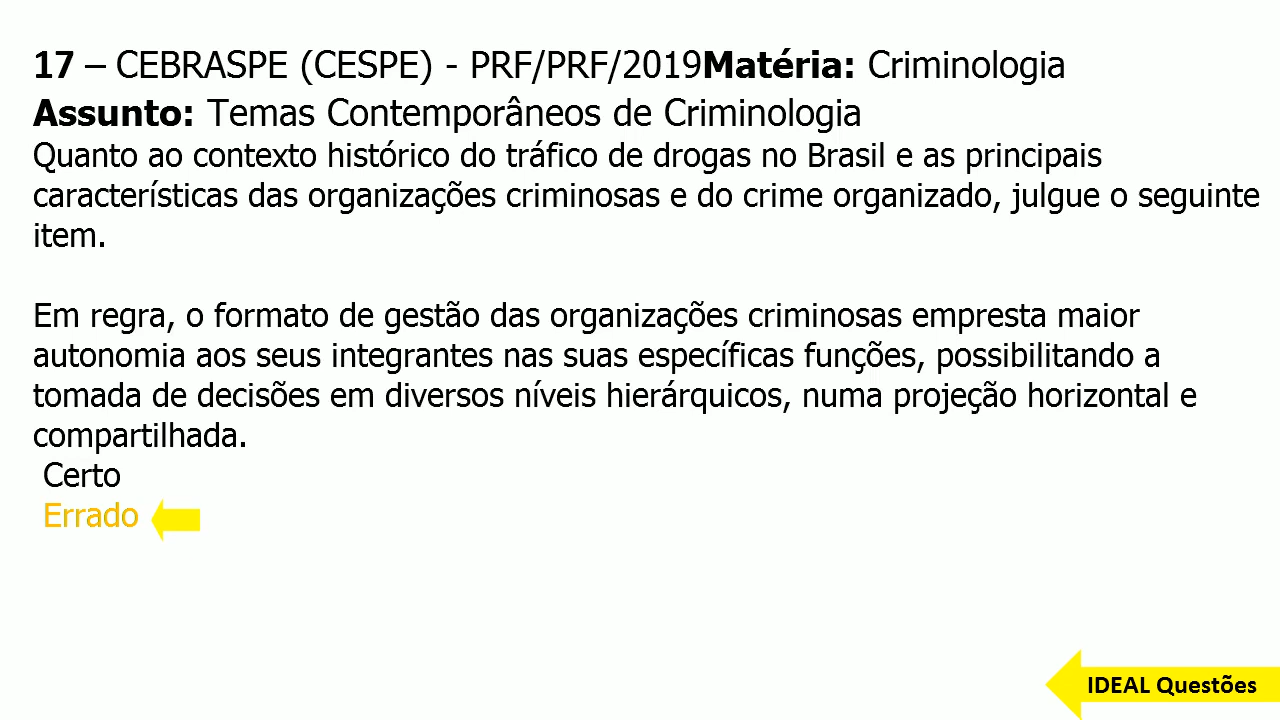 17 – CEBRASPE (CESPE) - PRF/PRF/2019Matéria: Criminologia
Assunto: Temas Contemporâneos de Criminologia
Quanto ao contexto histórico do tráfico de drogas no Brasil e as principais
características das organizações criminosas e do crime organizado, julgue o seguinte
item.
Em regra, o formato de gestão das organizações criminosas empresta maior
autonomia aos seus integrantes nas suas específicas funções, possibilitando a
tomada de decisões em diversos níveis hierárquicos, numa projeção horizontal e
compartilhada.
Certo
Errado
IDEAL Questões